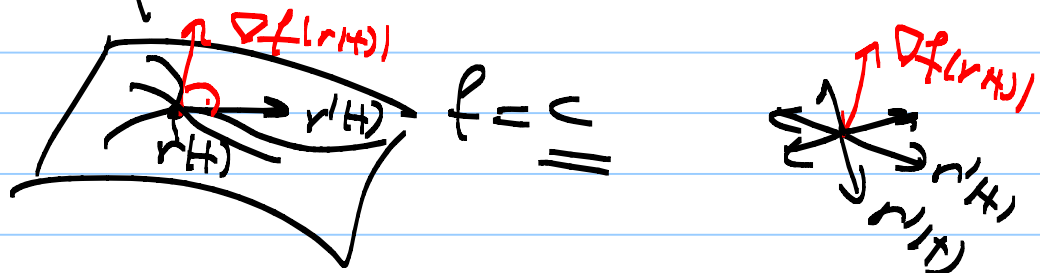 ∇f(r(t))
r'(t)
r(t)
f = c
∇f(r(t))
r'(t)
r'(t)